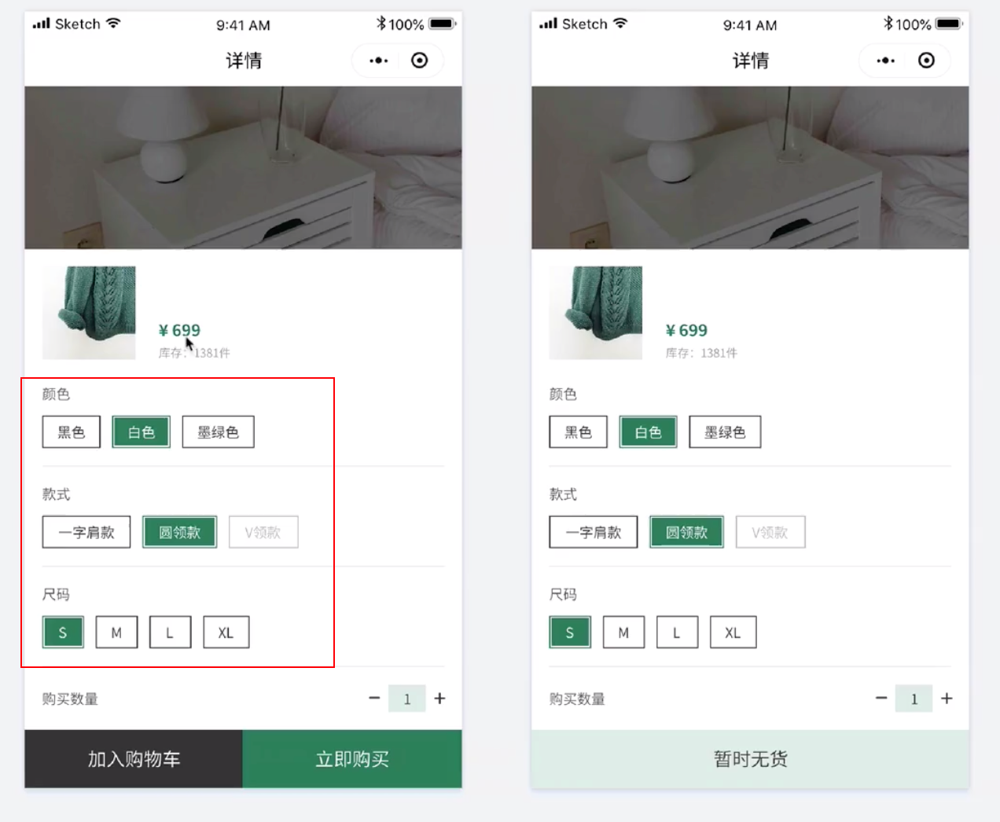 Sketch 9:41 AM 100%
详情
¥ 699
库存：1381件
颜色
黑色 白色 墨绿色
款式
一字肩款 圆领款 V领款
尺码
S M L XL
购买数量 − 1 +
加入购物车 立即购买
Sketch 9:41 AM 100%
详情
¥ 699
库存：1381件
颜色
黑色 白色 墨绿色
款式
一字肩款 圆领款 V领款
尺码
S M L XL
购买数量 − 1 +
暂时无货